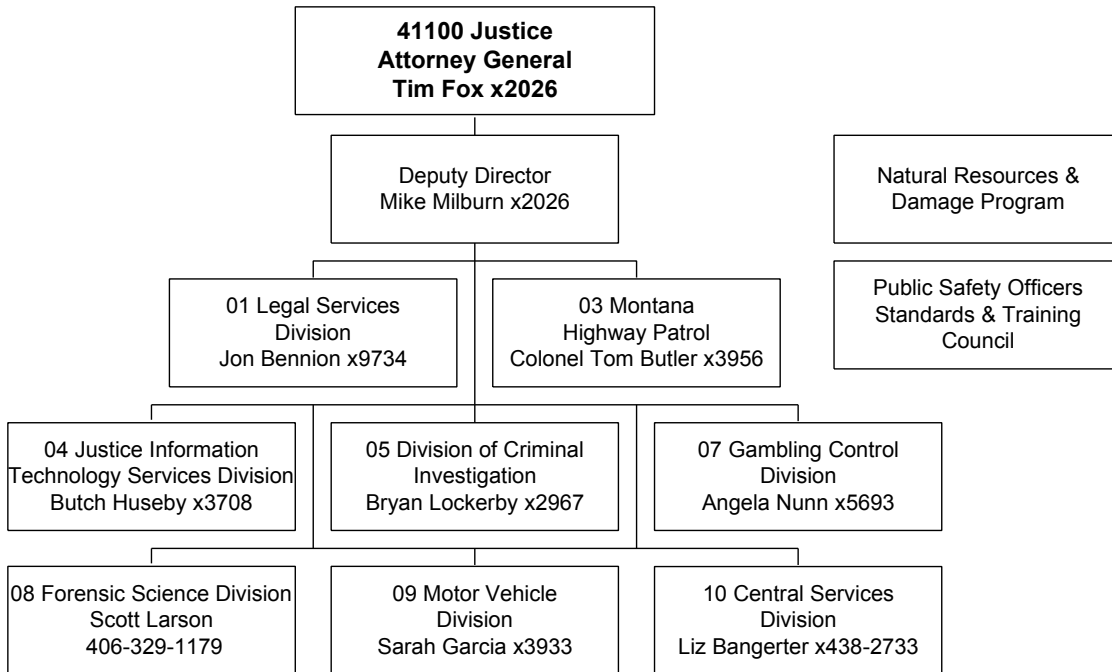 41100 Justice
Attorney General
Tim Fox x2026
Deputy Director
Mike Milburn x2026
Natural Resources &
Damage Program
01 Legal Services
Division
Jon Bennion x9734
03 Montana
Highway Patrol
Colonel Tom Butler x3956
Public Safety Officers
Standards & Training
Council
04 Justice Information
Technology Services Division
Butch Huseby x3708
05 Division of Criminal
Investigation
Bryan Lockerby x2967
07 Gambling Control
Division
Angela Nunn x5693
08 Forensic Science Division
Scott Larson
406-329-1179
09 Motor Vehicle
Division
Sarah Garcia x3933
10 Central Services
Division
Liz Bangerter x438-2733